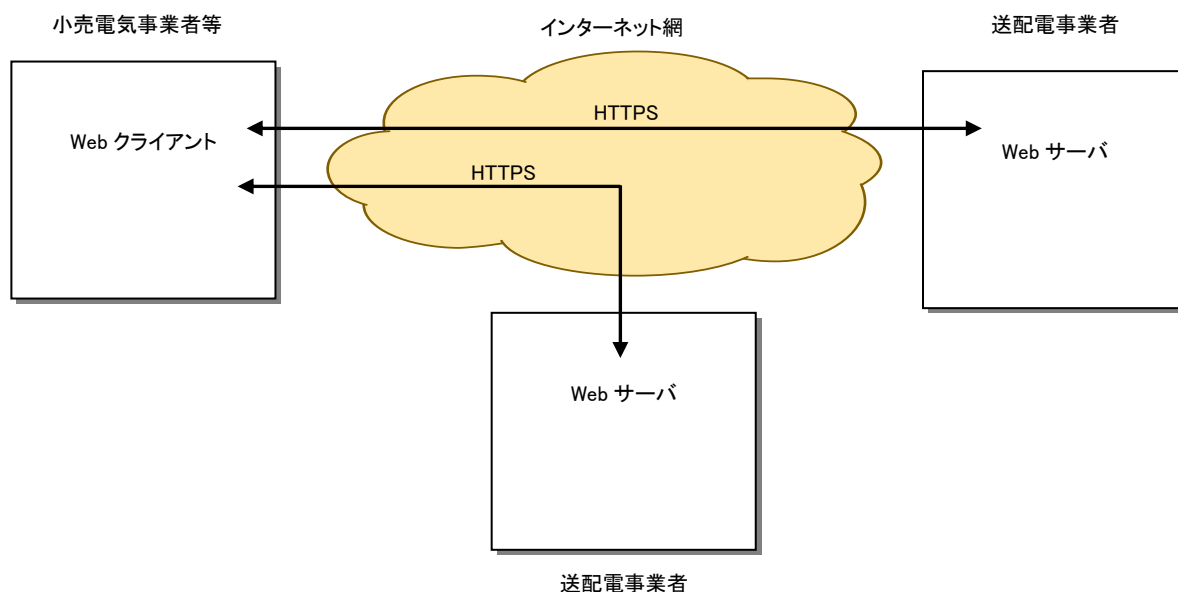 小売電気事業者等
インターネット網
送配電事業者
HTTPS
Web クライアント
Web サーバ
HTTPS
Web サーバ
送配電事業者